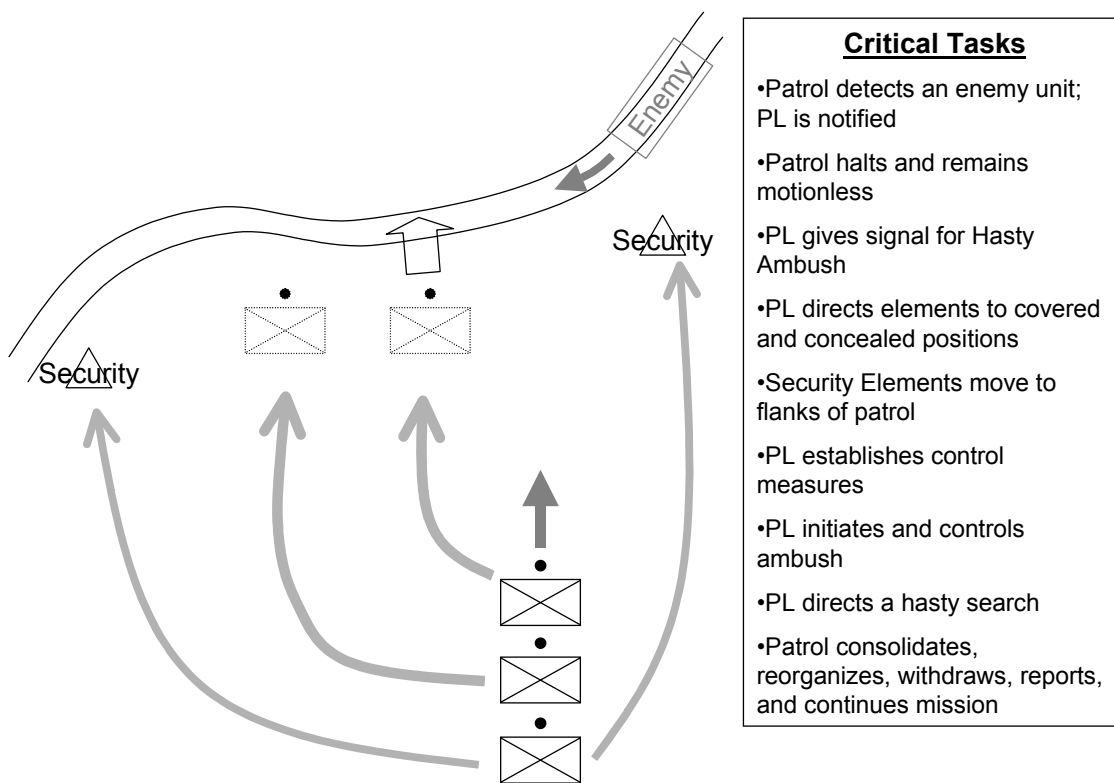 Enemy
Security
Security
Critical Tasks
•Patrol detects an enemy unit;
PL is notified
•Patrol halts and remains
motionless
•PL gives signal for Hasty
Ambush
•PL directs elements to covered
and concealed positions
•Security Elements move to
flanks of patrol
•PL establishes control
measures
•PL initiates and controls
ambush
•PL directs a hasty search
•Patrol consolidates,
reorganizes, withdraws, reports,
and continues mission